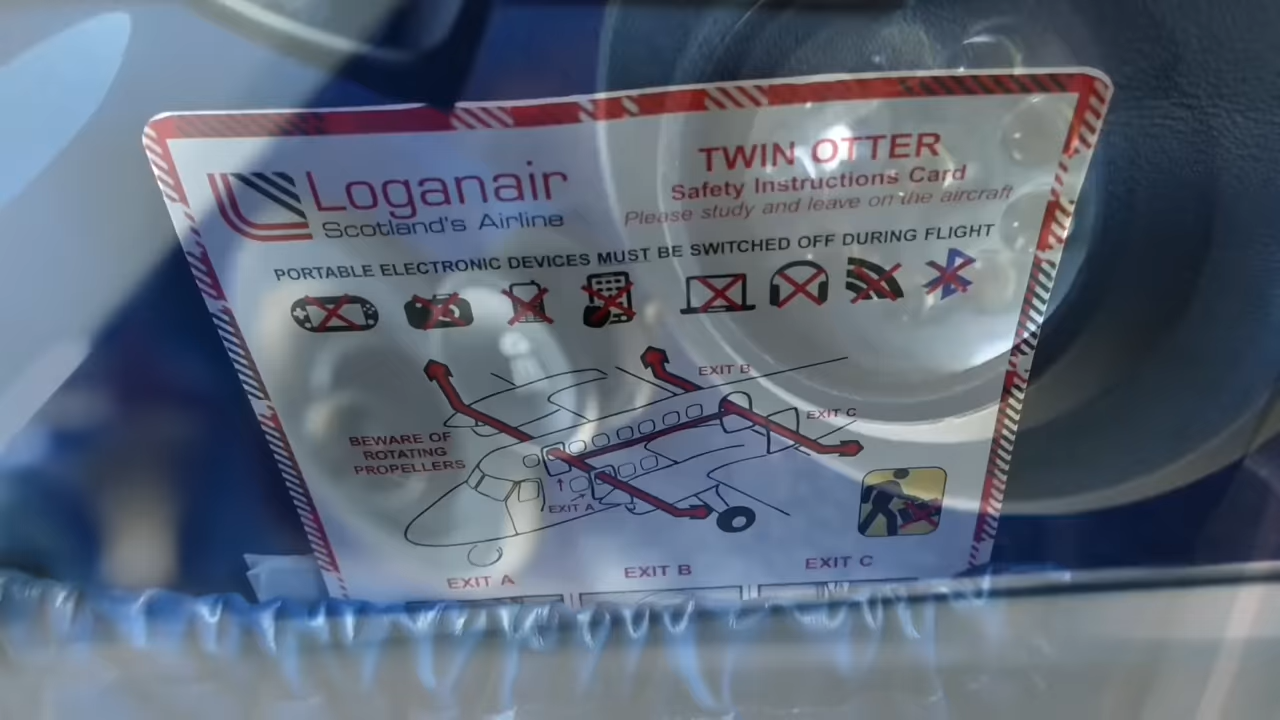 Loganair
Scotland's Airline
TWIN OTTER
Safety Instructions Card
Please study and leave on the aircraft
PORTABLE ELECTRONIC DEVICES MUST BE SWITCHED OFF DURING FLIGHT
EXIT B
EXIT C
BEWARE OF
ROTATING
PROPELLERS
EXIT A
EXIT A
EXIT B
EXIT C